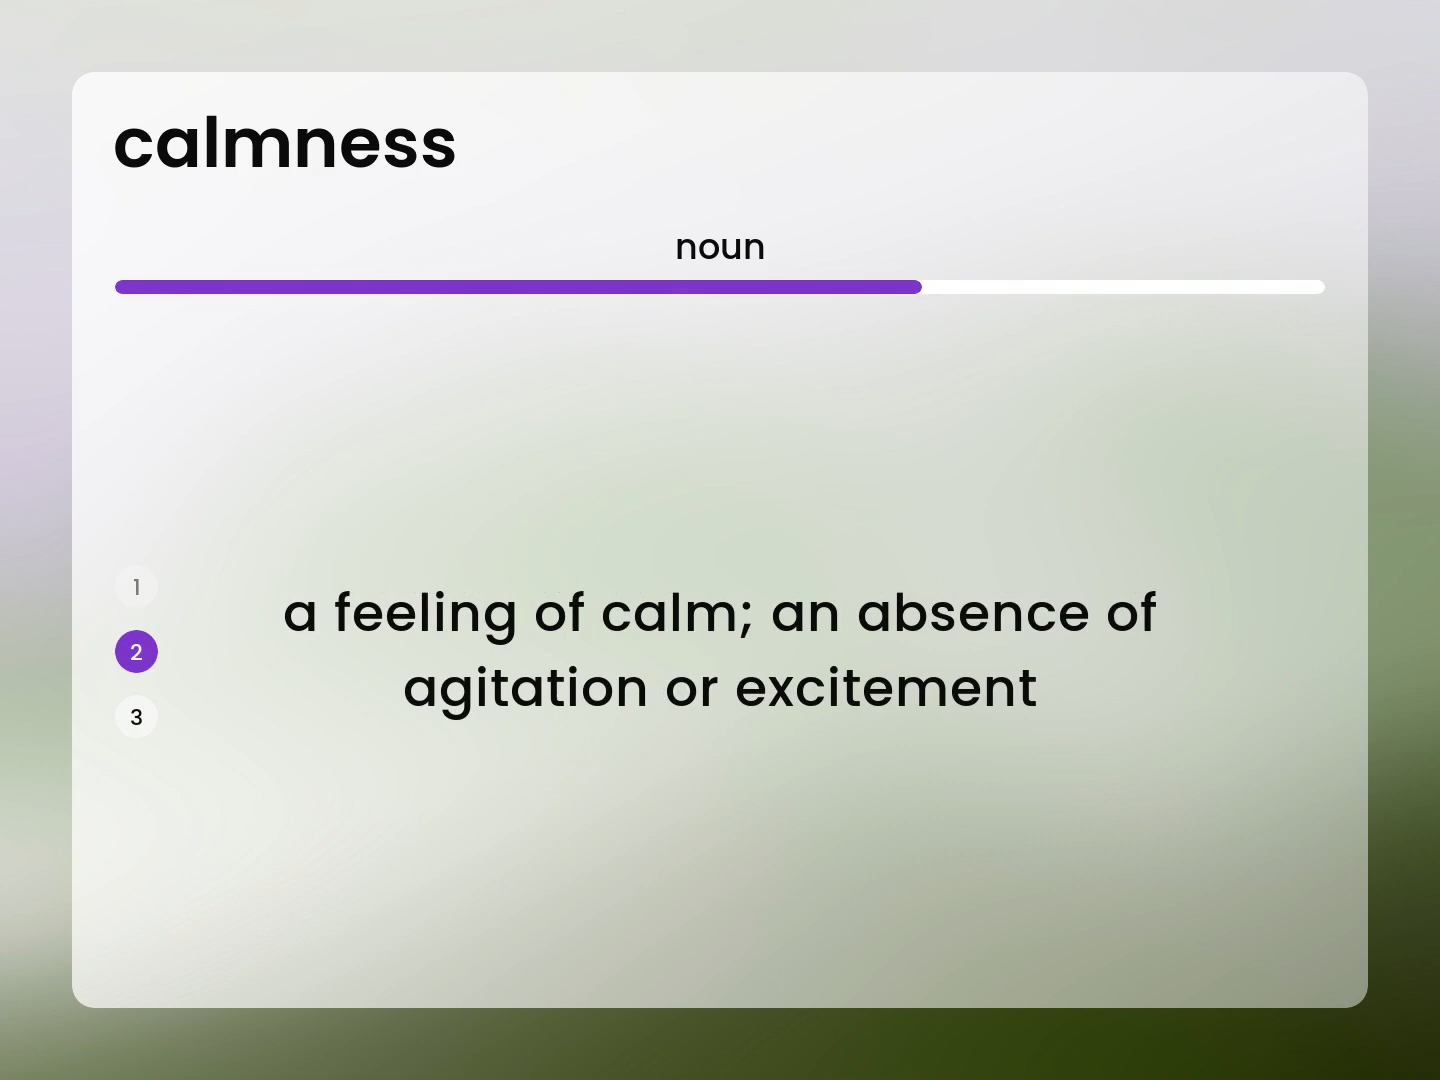 calmness
noun
1
2
3
a feeling of calm; an absence of
agitation or excitement